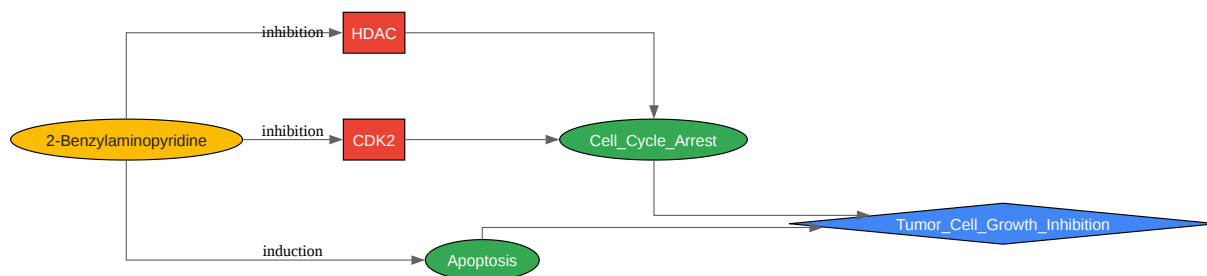 inhibition
HDAC
2-Benzylaminopyridine
inhibition
CDK2
Cell_Cycle_Arrest
Tumor_Cell_Growth_Inhibition
induction
Apoptosis